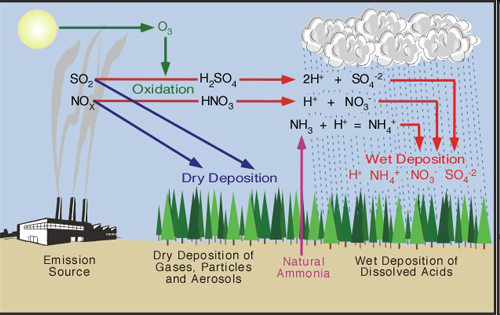 O₃
SO₂
Oxidation
H₂SO₄
2H⁺ + SO₄⁻²
NOX
HNO₃
H⁺ + NO₃⁻
NH₃ + H⁺ = NH₄⁺
Wet Deposition
H⁺ NH₄⁺ NO₃⁻ SO₄⁻²
Dry Deposition
Emission
Source
Dry Deposition of
Gases, Particles
and Aerosols
Natural
Ammonia
Wet Deposition of
Dissolved Acids